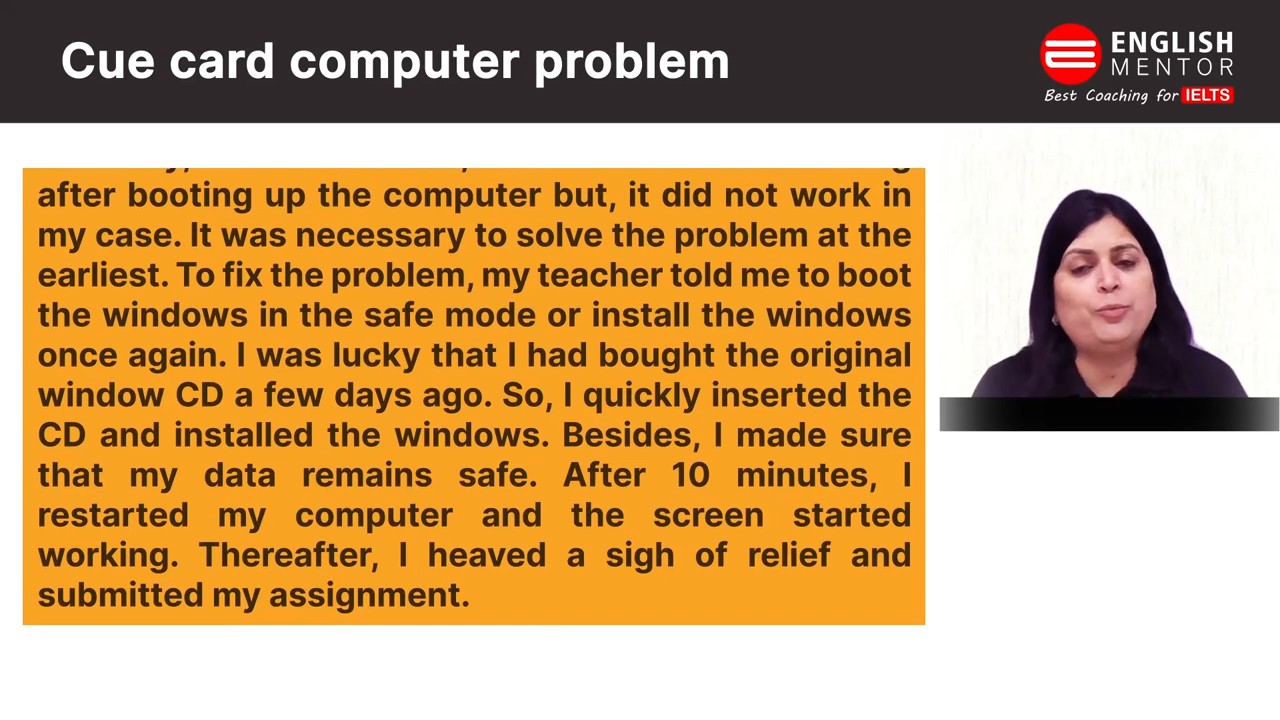 Cue card computer problem
ENGLISH
MENTOR
Best Coaching for IELTS
after booting up the computer but, it did not work in
my case. It was necessary to solve the problem at the
earliest. To fix the problem, my teacher told me to boot
the windows in the safe mode or install the windows
once again. I was lucky that I had bought the original
window CD a few days ago. So, I quickly inserted the
CD and installed the windows. Besides, I made sure
that my data remains safe. After 10 minutes, I
restarted my computer and the screen started
working. Thereafter, I heaved a sigh of relief and
submitted my assignment.